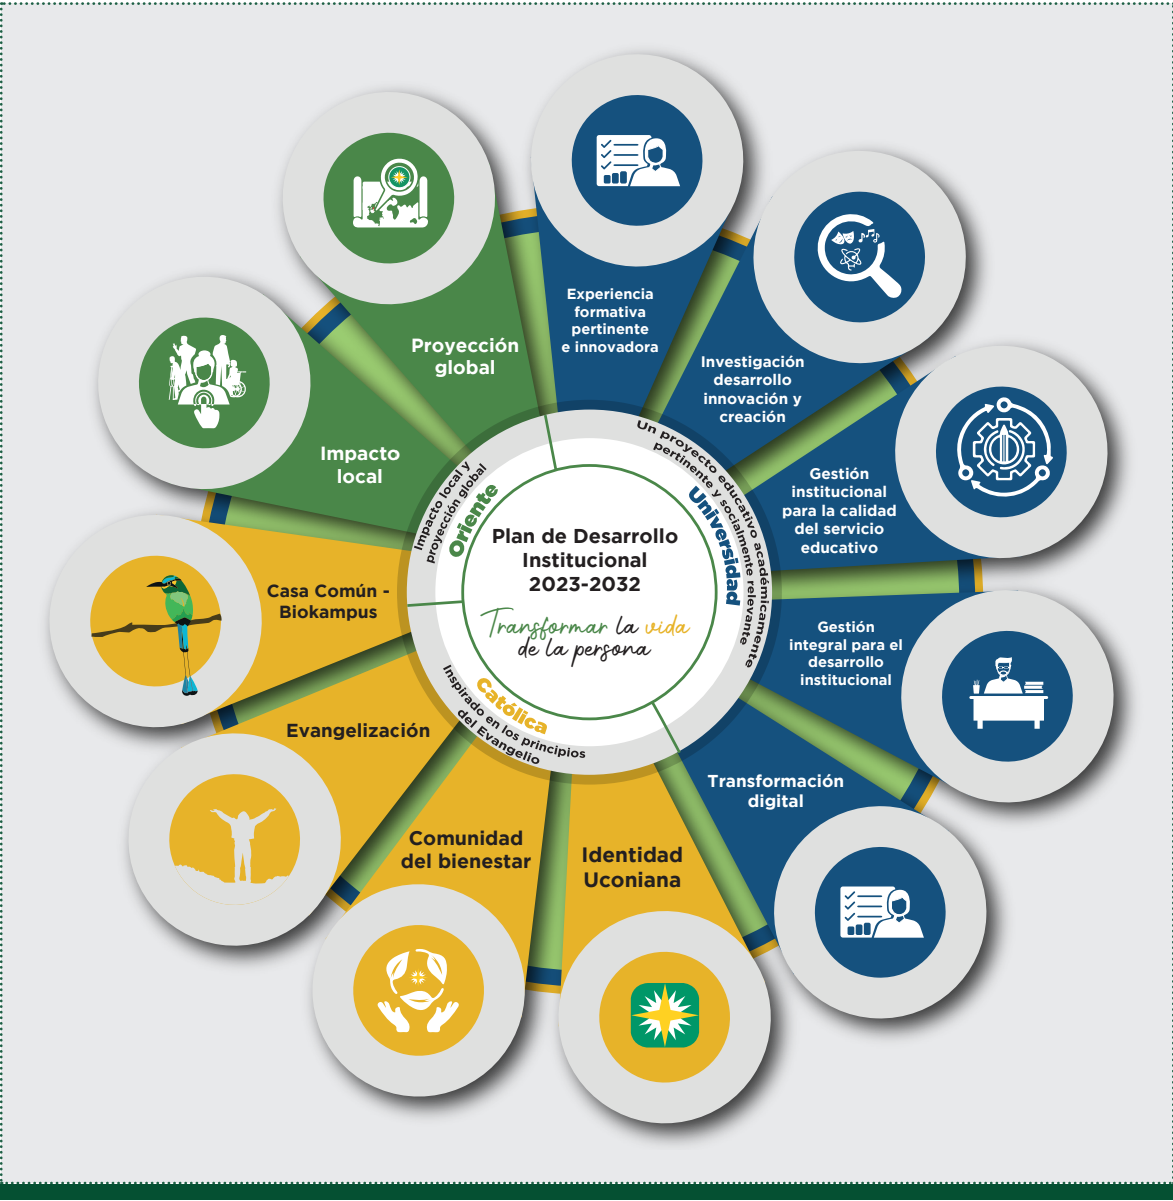 Plan de Desarrollo
Institucional
2023-2032
Transformar la vida
de la persona
Universidad
Un proyecto educativo académicamente
pertinente y socialmente relevante
Experiencia
formativa
pertinente
e innovadora
Investigación
desarrollo
innovación y
creación
Gestión
institucional
para la calidad
del servicio
educativo
Gestión
integral para el
desarrollo
institucional
Transformación
digital
Católica
Inspirado en los principios
del Evangelio
Identidad
Uconiana
Comunidad
del bienestar
Evangelización
Casa Común -
Biokampus
Oriente
Impacto local y
proyección global
Impacto
local
Proyección
global